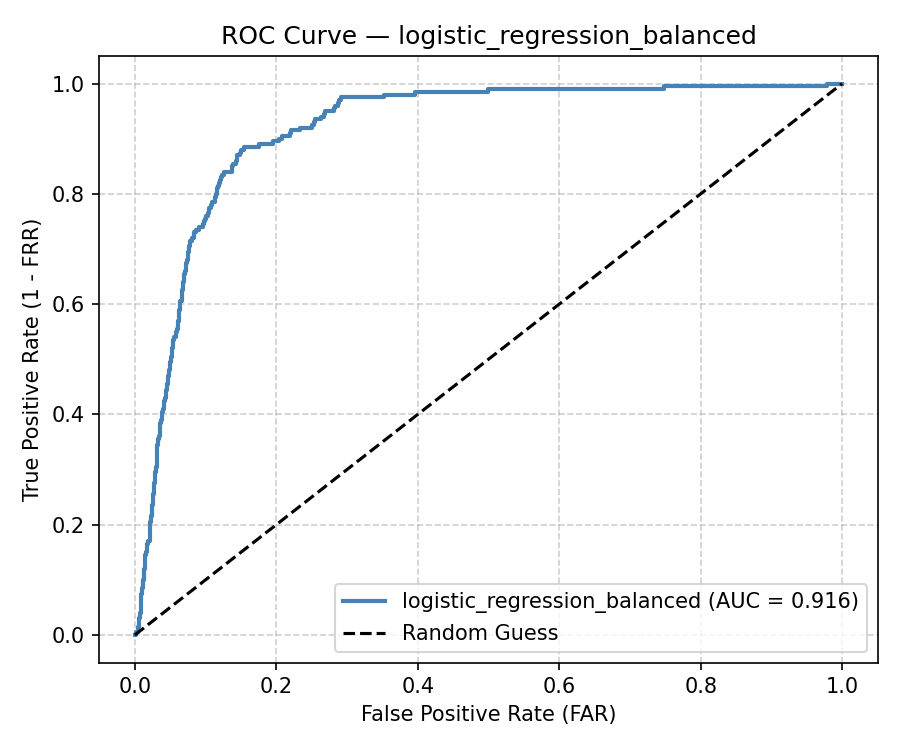 ROC Curve — logistic_regression_balanced
True Positive Rate (1 - FRR)
1.0
0.8
0.6
0.4
0.2
0.0
logistic_regression_balanced (AUC = 0.916)
Random Guess
0.0 0.2 0.4 0.6 0.8 1.0
False Positive Rate (FAR)